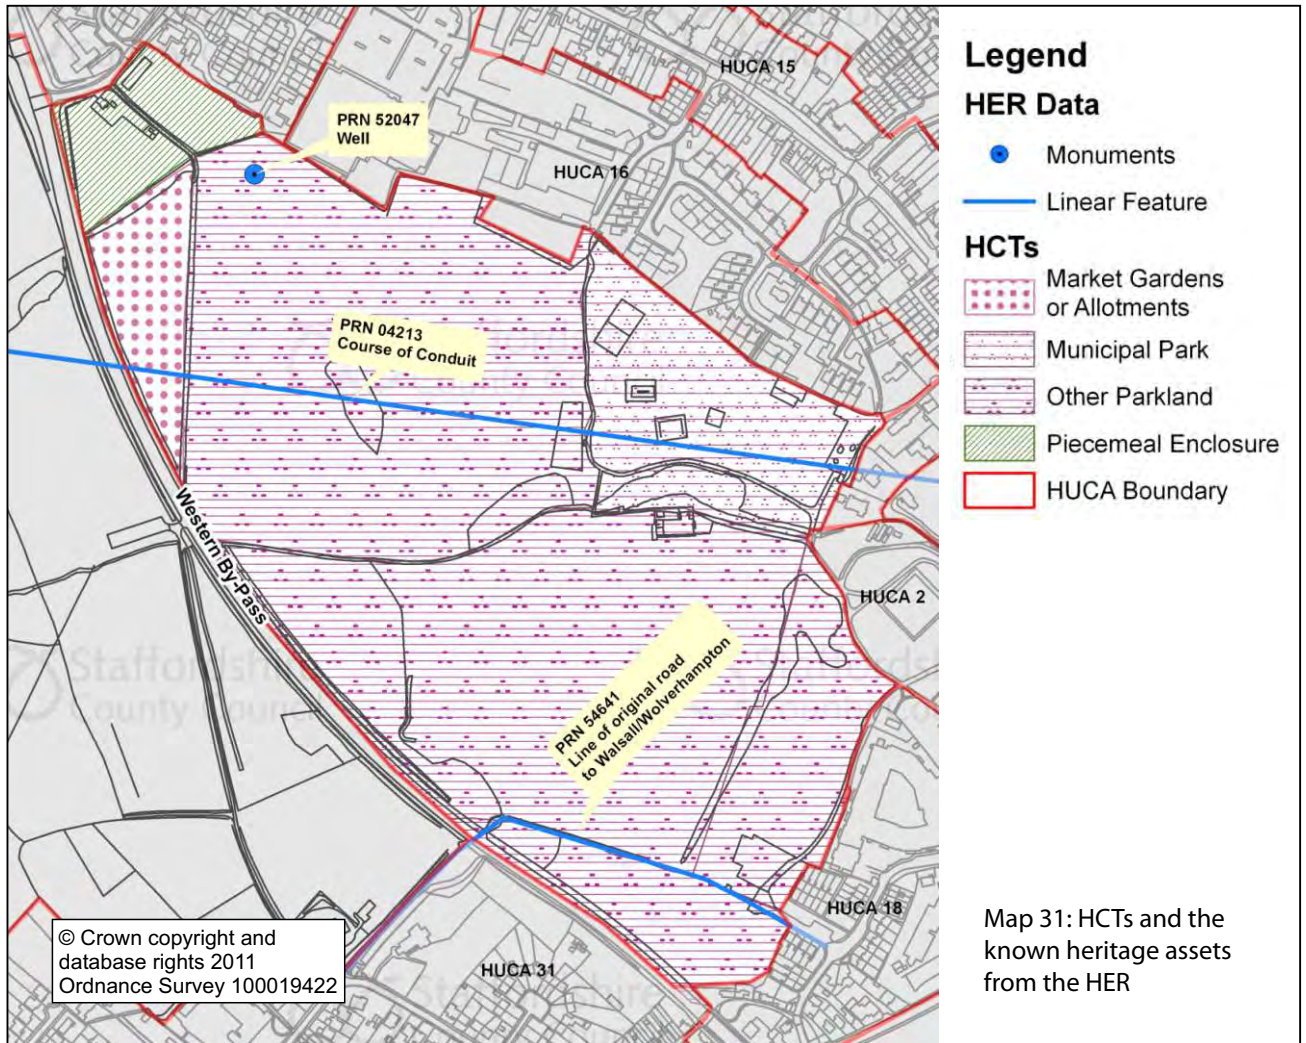 HUCA 15
PRN 52047
Well
HUCA 16
PRN 04213
Course of Conduit
Western By-Pass
HUCA 2
PRN 54641
Line of original road
to Walsall/Wolverhampton
HUCA 18
HUCA 31
Staffordshire
County Council
© Crown copyright and
database rights 2011
Ordnance Survey 100019422
Legend
HER Data
Monuments
Linear Feature
HCTs
Market Gardens
or Allotments
Municipal Park
Other Parkland
Piecemeal Enclosure
HUCA Boundary
Map 31: HCTs and the
known heritage assets
from the HER